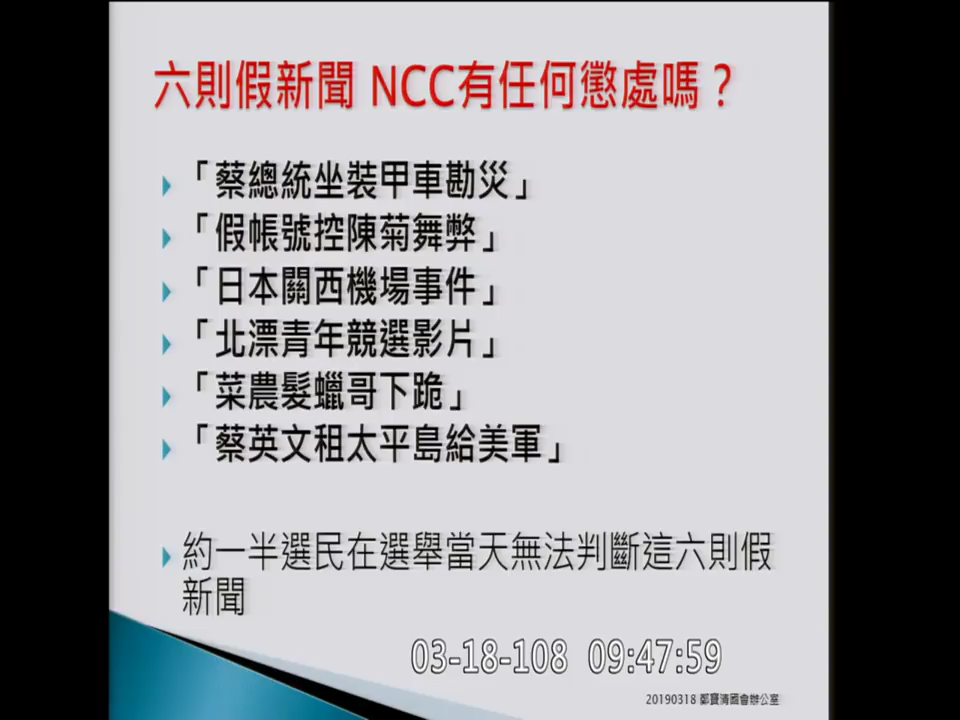 六則假新聞 NCC有任何懲處嗎？
「蔡總統坐裝甲車勘災」
「假帳號控陳菊舞弊」
「日本關西機場事件」
「北漂青年競選影片」
「菜農髮蠟哥下跪」
「蔡英文租太平島給美軍」
約一半選民在選舉當天無法判斷這六則假
新聞
03-18-108 09:47:59
20190318 鄭寶清國會辦公室